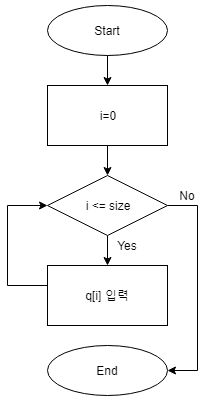 Start
i=0
i <= size
No
Yes
q[i] 입력
End